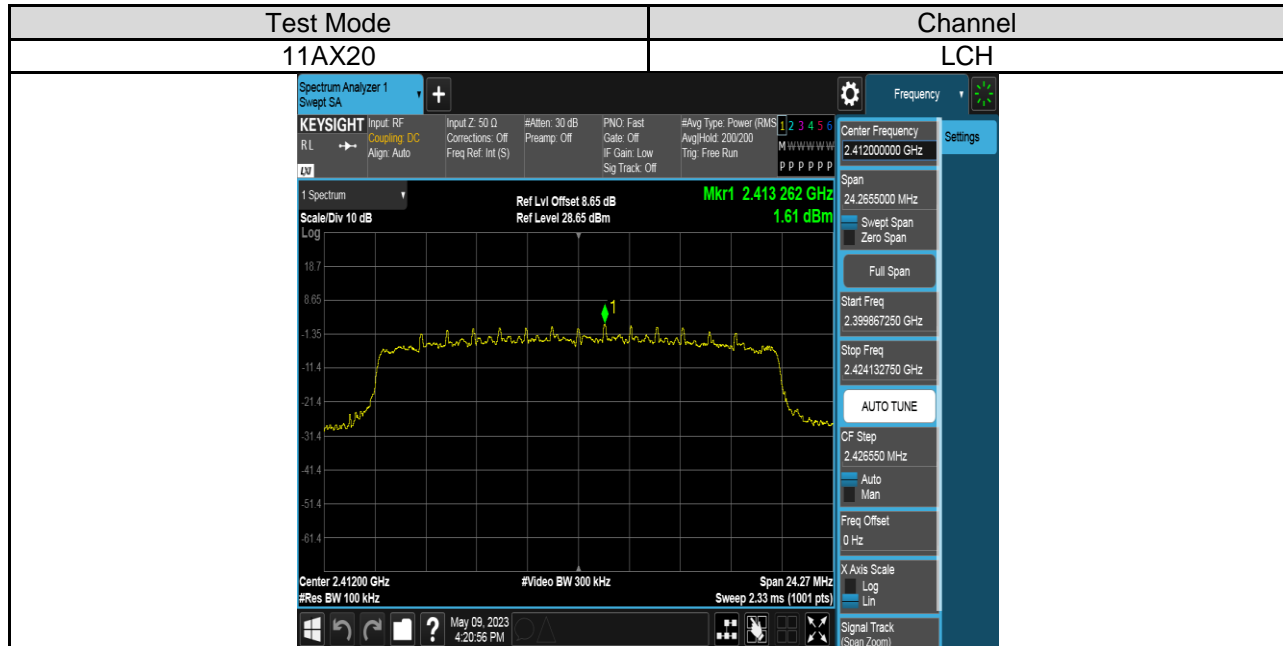 Test Mode
Channel
11AX20
LCH
Spectrum Analyzer 1
Swept SA
+
Frequency
KEYSIGHT
RL
LXI
Input: RF
Coupling: DC
Align: Auto
Input Z: 50 Ω
Corrections: Off
Freq Ref: Int (S)
#Atten: 30 dB
Preamp: Off
PNO: Fast
Gate: Off
IF Gain: Low
Sig Track: Off
#Avg Type: Power (RMS
Avg|Hold: 200/200
Trig: Free Run
1 2 3 4 5 6
M W W W W W
P P P P P P
1 Spectrum
Scale/Div 10 dB
Log
Ref Lvl Offset 8.65 dB
Ref Level 28.65 dBm
Mkr1 2.413 262 GHz
1.61 dBm
18.7
8.65
-1.35
-11.4
-21.4
-31.4
-41.4
-51.4
-61.4
1
Center 2.41200 GHz
#Res BW 100 kHz
#Video BW 300 kHz
Span 24.27 MHz
Sweep 2.33 ms (1001 pts)
?
May 09, 2023
4:20:56 PM
Center Frequency
2.412000000 GHz
Span
24.2655000 MHz
Swept Span
Zero Span
Full Span
Start Freq
2.399867250 GHz
Stop Freq
2.424132750 GHz
AUTO TUNE
CF Step
2.426550 MHz
Auto
Man
Freq Offset
0 Hz
X Axis Scale
Log
Lin
Signal Track
(Span Zoom)
Settings